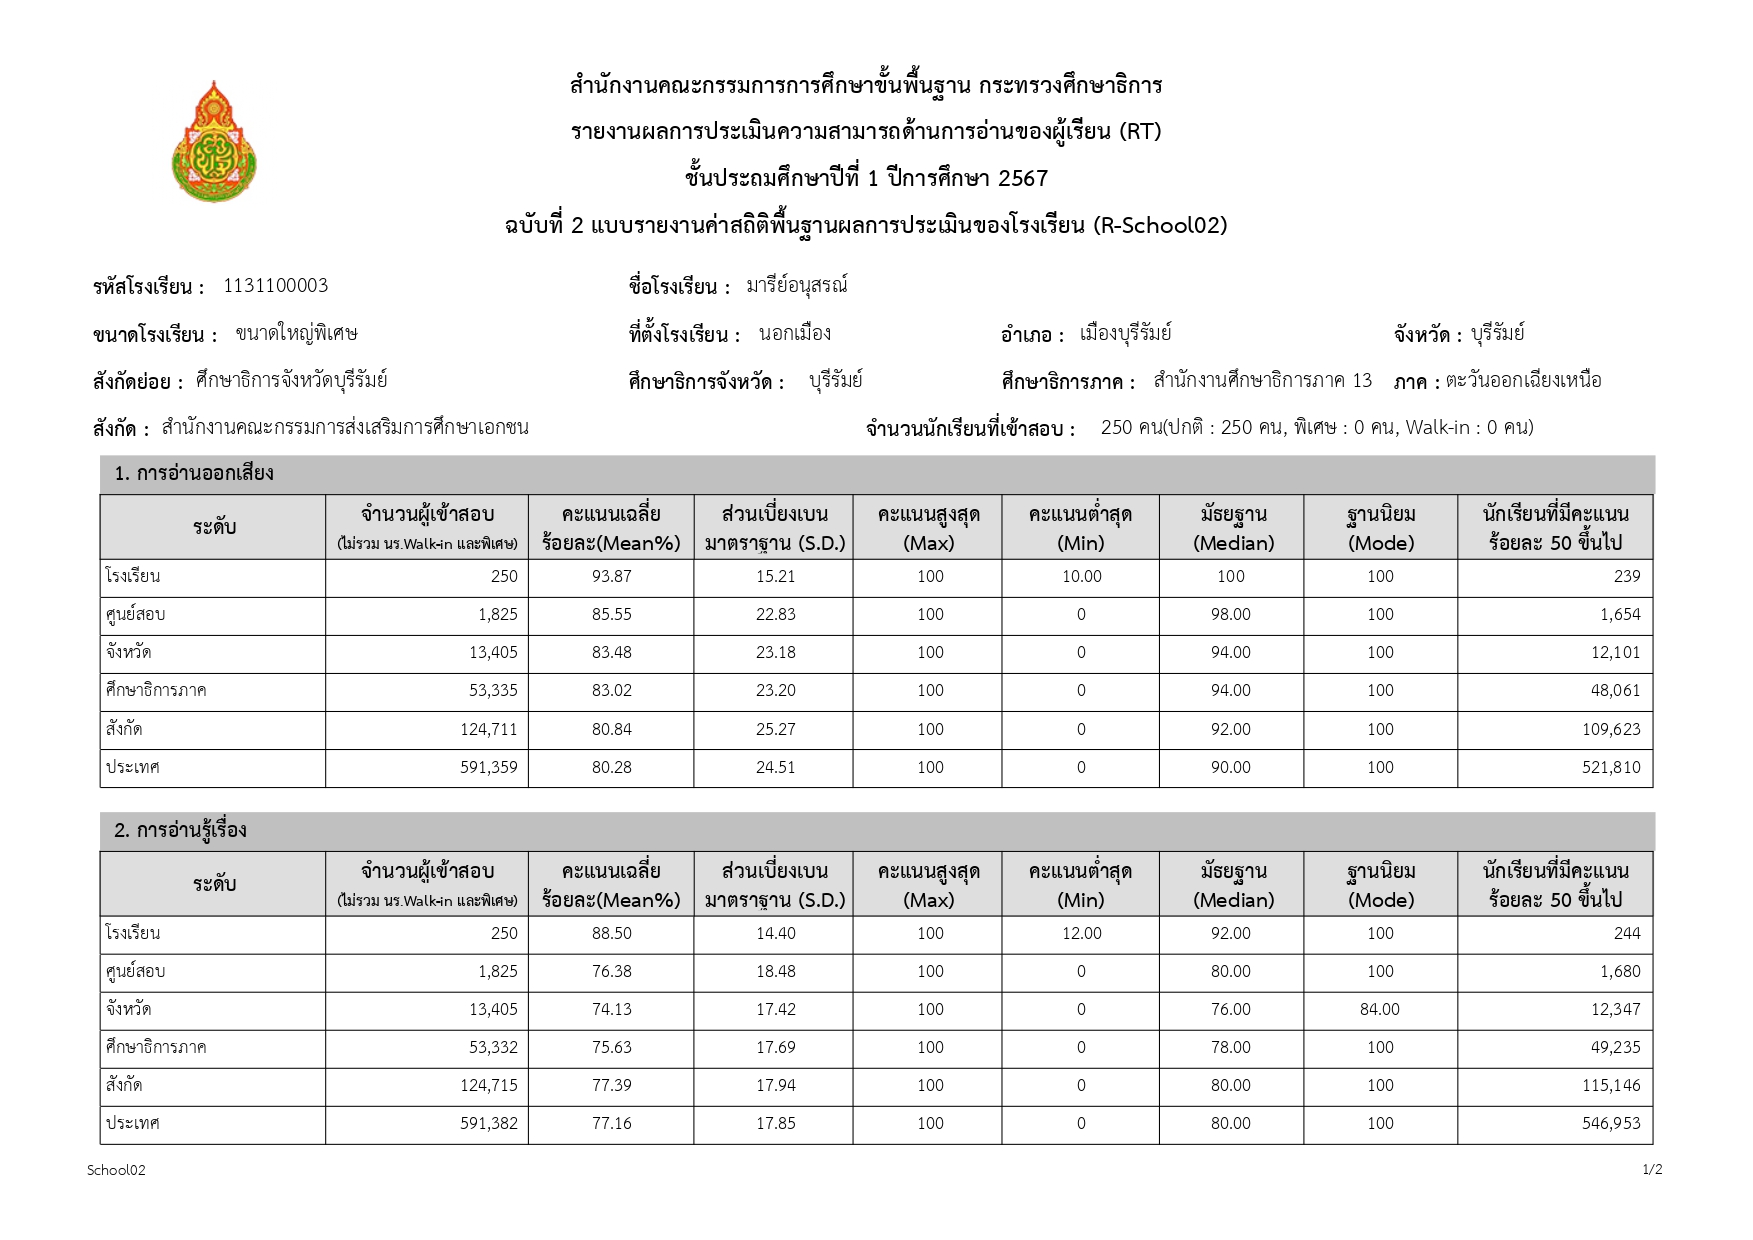 สำนักงานคณะกรรมการการศึกษาขั้นพื้นฐาน กระทรวงศึกษาธิการ
รายงานผลการประเมินความสามารถด้านการอ่านของผู้เรียน (RT)
ชั้นประถมศึกษาปีที่ 1 ปีการศึกษา 2567
ฉบับที่ 2 แบบรายงานค่าสถิติพื้นฐานผลการประเมินของโรงเรียน (R-School02)
รหัสโรงเรียน : 1131100003 ชื่อโรงเรียน : มารีย์อนุสรณ์
ขนาดโรงเรียน : ขนาดใหญ่พิเศษ ที่ตั้งโรงเรียน : นอกเมือง อำเภอ : เมืองบุรีรัมย์ จังหวัด : บุรีรัมย์
สังกัดย่อย : ศึกษาธิการจังหวัดบุรีรัมย์ ศึกษาธิการจังหวัด : บุรีรัมย์ ศึกษาธิการภาค : สำนักงานศึกษาธิการภาค 13 ภาค : ตะวันออกเฉียงเหนือ
สังกัด : สำนักงานคณะกรรมการส่งเสริมการศึกษาเอกชน จำนวนนักเรียนที่เข้าสอบ : 250 คน(ปกติ : 250 คน, พิเศษ : 0 คน, Walk-in : 0 คน)
1. การอ่านออกเสียง
ระดับ จำนวนผู้เข้าสอบ คะแนนเฉลี่ย ส่วนเบี่ยงเบน คะแนนสูงสุด คะแนนต่ำสุด มัธยฐาน ฐานนิยม นักเรียนที่มีคะแนน
(ไม่รวม นร.Walk-in และพิเศษ) ร้อยละ(Mean%) มาตราฐาน (S.D.) (Max) (Min) (Median) (Mode) ร้อยละ 50 ขึ้นไป
โรงเรียน 250 93.87 15.21 100 10.00 100 100 239
ศูนย์สอบ 1,825 85.55 22.83 100 0 98.00 100 1,654
จังหวัด 13,405 83.48 23.18 100 0 94.00 100 12,101
ศึกษาธิการภาค 53,335 83.02 23.20 100 0 94.00 100 48,061
สังกัด 124,711 80.84 25.27 100 0 92.00 100 109,623
ประเทศ 591,359 80.28 24.51 100 0 90.00 100 521,810
2. การอ่านรู้เรื่อง
ระดับ จำนวนผู้เข้าสอบ คะแนนเฉลี่ย ส่วนเบี่ยงเบน คะแนนสูงสุด คะแนนต่ำสุด มัธยฐาน ฐานนิยม นักเรียนที่มีคะแนน
(ไม่รวม นร.Walk-in และพิเศษ) ร้อยละ(Mean%) มาตราฐาน (S.D.) (Max) (Min) (Median) (Mode) ร้อยละ 50 ขึ้นไป
โรงเรียน 250 88.50 14.40 100 12.00 92.00 100 244
ศูนย์สอบ 1,825 76.38 18.48 100 0 80.00 100 1,680
จังหวัด 13,405 74.13 17.42 100 0 76.00 84.00 12,347
ศึกษาธิการภาค 53,332 75.63 17.69 100 0 78.00 100 49,235
สังกัด 124,715 77.39 17.94 100 0 80.00 100 115,146
ประเทศ 591,382 77.16 17.85 100 0 80.00 100 546,953
School02 1/2